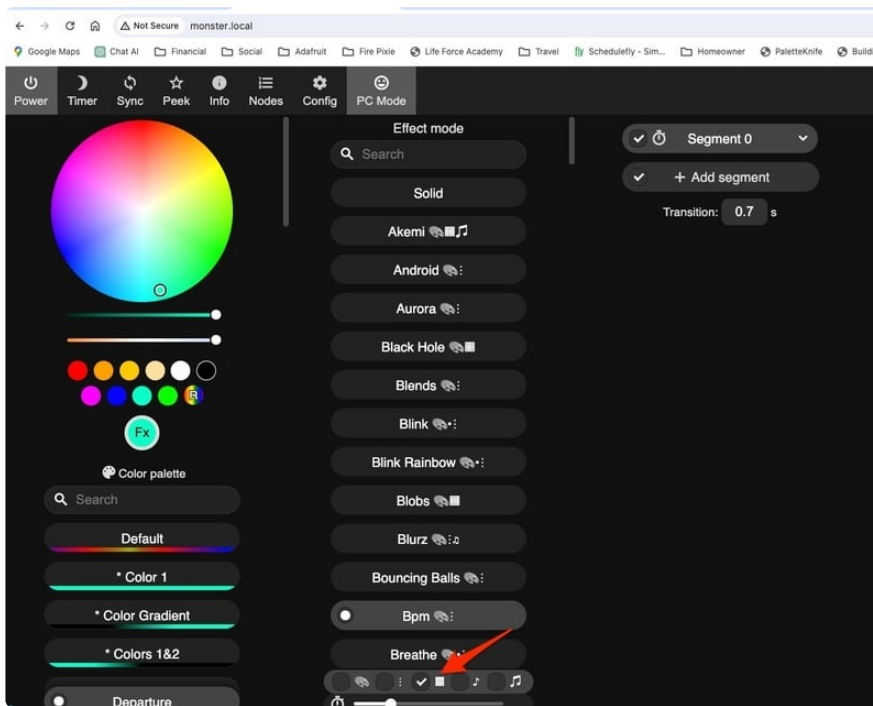 Not Secure monster.local
Google Maps Chat AI Financial Social Adafruit Fire Pixie Life Force Academy Travel Schedulefly - Sim... Homeowner PaletteKnife
Power Timer Sync Peek Info Nodes Config PC Mode
Effect mode
Search
Solid
Akemi
Android
Aurora
Black Hole
Blends
Blink
Blink Rainbow
Blobs
Blurz
Bouncing Balls
Bpm
Breathe
R
Fx
Color palette
Search
Default
* Color 1
* Color Gradient
* Colors 1&2
Departure
Segment 0
+ Add segment
Transition: 0.7 s